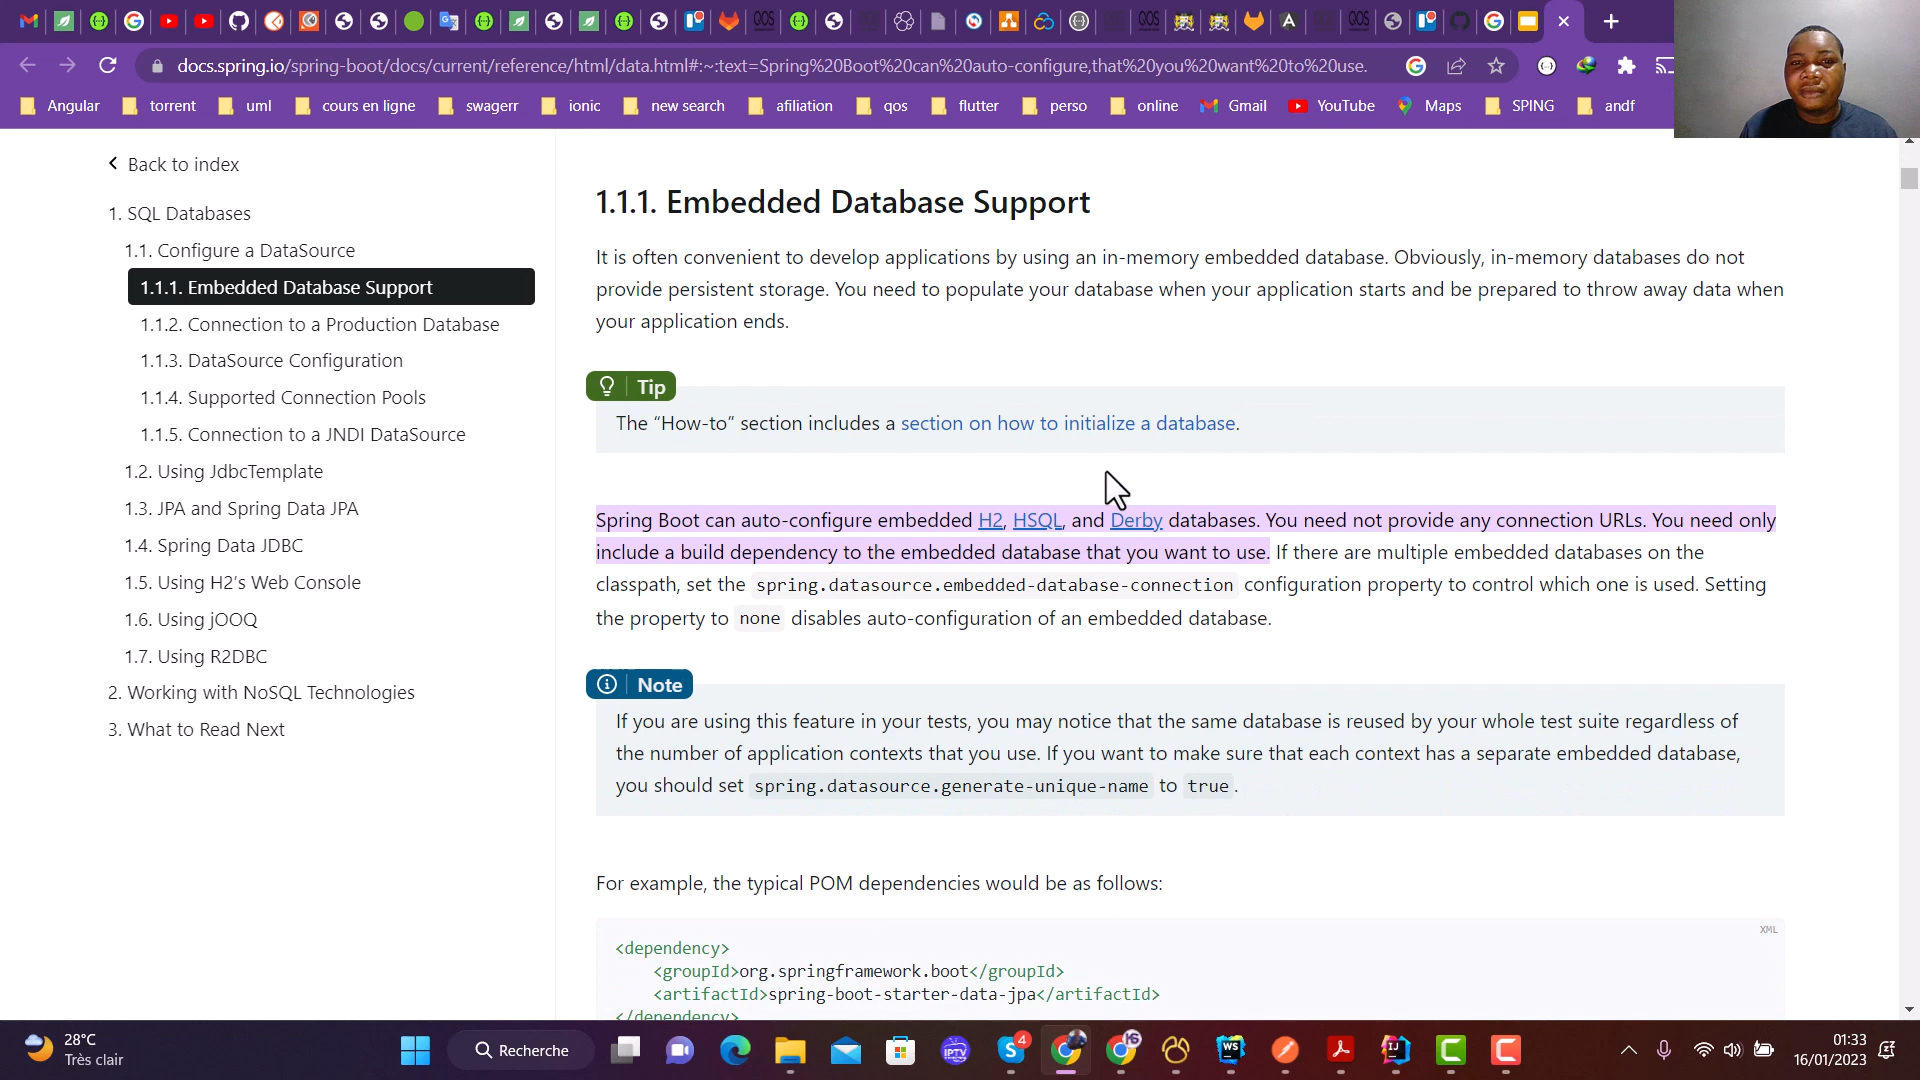 docs.spring.io/spring-boot/docs/current/reference/html/data.html#:~:text=Spring%20Boot%20can%20auto-configure,that%20you%20want%20to%20use.
Angular torrent uml cours en ligne swagerr ionic new search afiliation qos flutter perso online Gmail YouTube Maps SPING andf
Back to index
1. SQL Databases
1.1. Configure a DataSource
1.1.1. Embedded Database Support
1.1.2. Connection to a Production Database
1.1.3. DataSource Configuration
1.1.4. Supported Connection Pools
1.1.5. Connection to a JNDI DataSource
1.2. Using JdbcTemplate
1.3. JPA and Spring Data JPA
1.4. Spring Data JDBC
1.5. Using H2’s Web Console
1.6. Using jOOQ
1.7. Using R2DBC
2. Working with NoSQL Technologies
3. What to Read Next
1.1.1. Embedded Database Support
It is often convenient to develop applications by using an in-memory embedded database. Obviously, in-memory databases do not
provide persistent storage. You need to populate your database when your application starts and be prepared to throw away data when
your application ends.
Tip
The “How-to” section includes a section on how to initialize a database.
Spring Boot can auto-configure embedded H2, HSQL, and Derby databases. You need not provide any connection URLs. You need only
include a build dependency to the embedded database that you want to use. If there are multiple embedded databases on the
classpath, set the spring.datasource.embedded-database-connection configuration property to control which one is used. Setting
the property to none disables auto-configuration of an embedded database.
Note
If you are using this feature in your tests, you may notice that the same database is reused by your whole test suite regardless of
the number of application contexts that you use. If you want to make sure that each context has a separate embedded database,
you should set spring.datasource.generate-unique-name to true.
For example, the typical POM dependencies would be as follows:
XML
<dependency>
<groupId>org.springframework.boot</groupId>
<artifactId>spring-boot-starter-data-jpa</artifactId>
</dependency>
28°C
Très clair
Recherche
IPTV
4
WS
IJ
01:33
16/01/2023